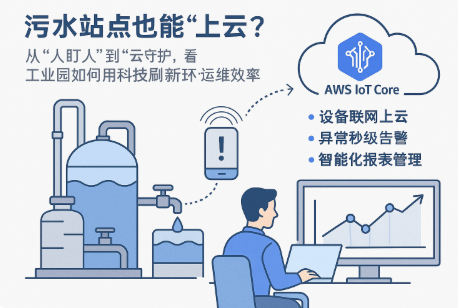 污水站点也能“上云？
从“人盯人”到“云守护，看
工业园如何用科技刷新环·运维效率
AWS IoT Core
• 设备联网上云
• 异常秒级告警
• 智能化报表管理
!